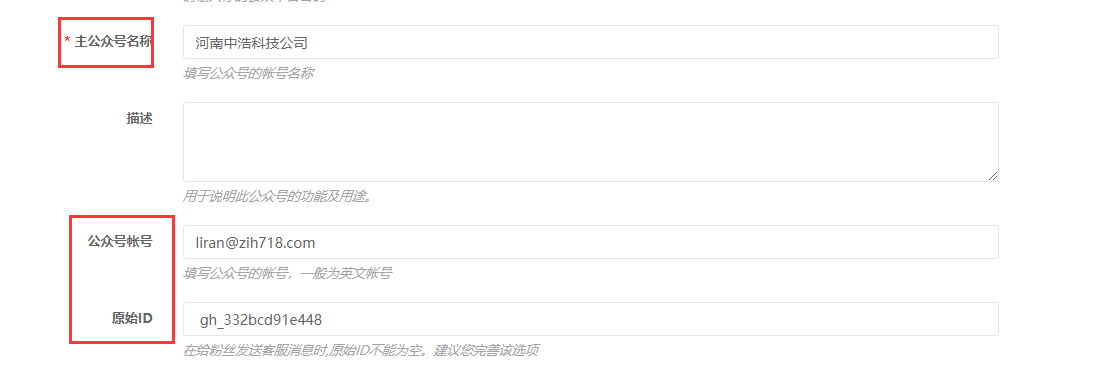 * 主公众号名称
河南中浩科技公司
填写公众号的帐号名称
描述
用于说明此公众号的功能及用途。
公众号帐号
liran@zih718.com
填写公众号的帐号，一般为英文帐号
原始ID
gh_332bcd91e448
在给粉丝发送客服消息时,原始ID不能为空。建议您完善该选项